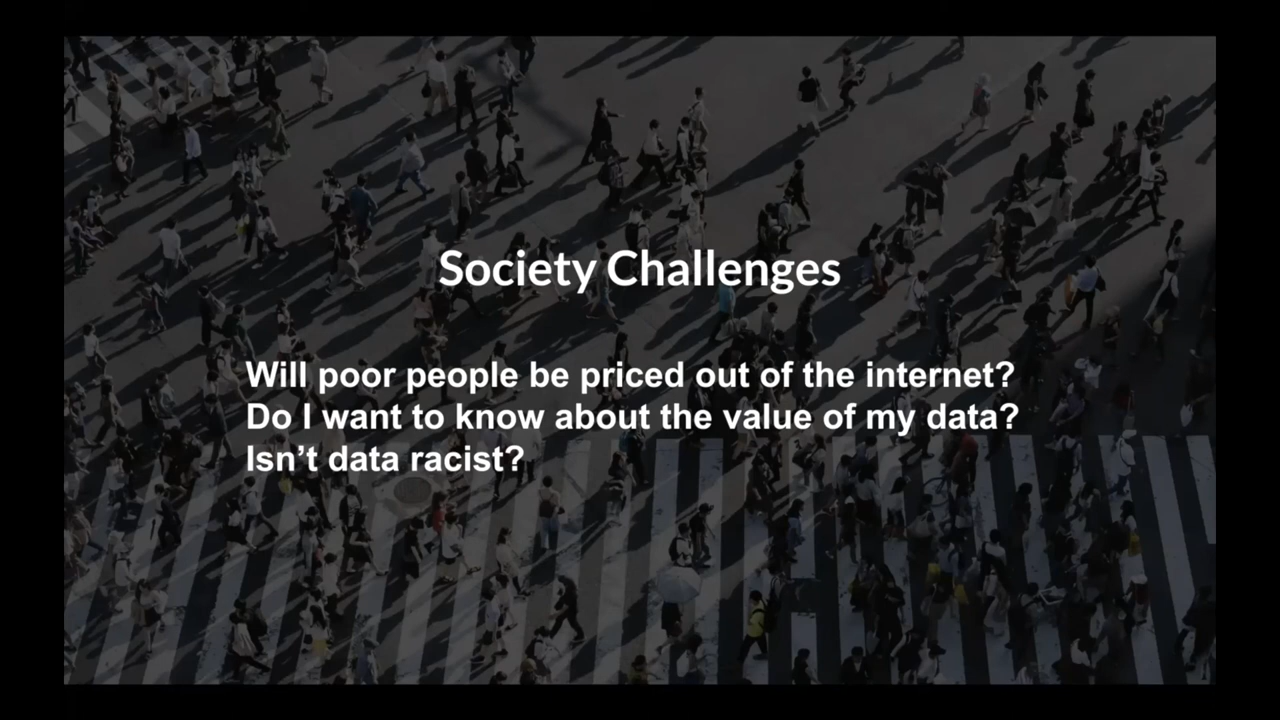 Society Challenges
Will poor people be priced out of the internet?
Do I want to know about the value of my data?
Isn’t data racist?